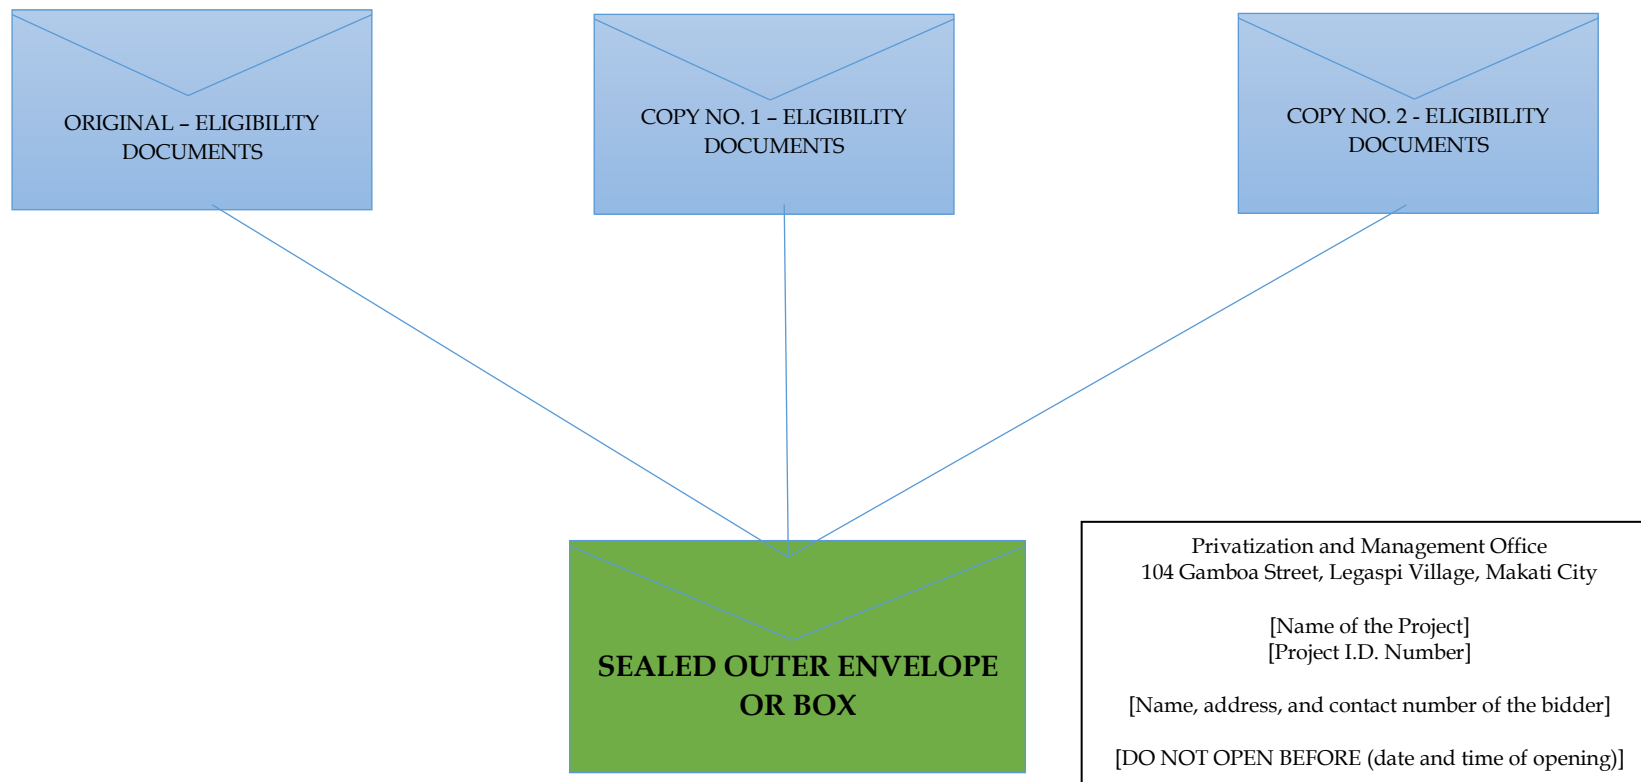 ORIGINAL – ELIGIBILITY
DOCUMENTS
COPY NO. 1 – ELIGIBILITY
DOCUMENTS
COPY NO. 2 - ELIGIBILITY
DOCUMENTS
SEALED OUTER ENVELOPE
OR BOX
Privatization and Management Office
104 Gamboa Street, Legaspi Village, Makati City
[Name of the Project]
[Project I.D. Number]
[Name, address, and contact number of the bidder]
[DO NOT OPEN BEFORE (date and time of opening)]